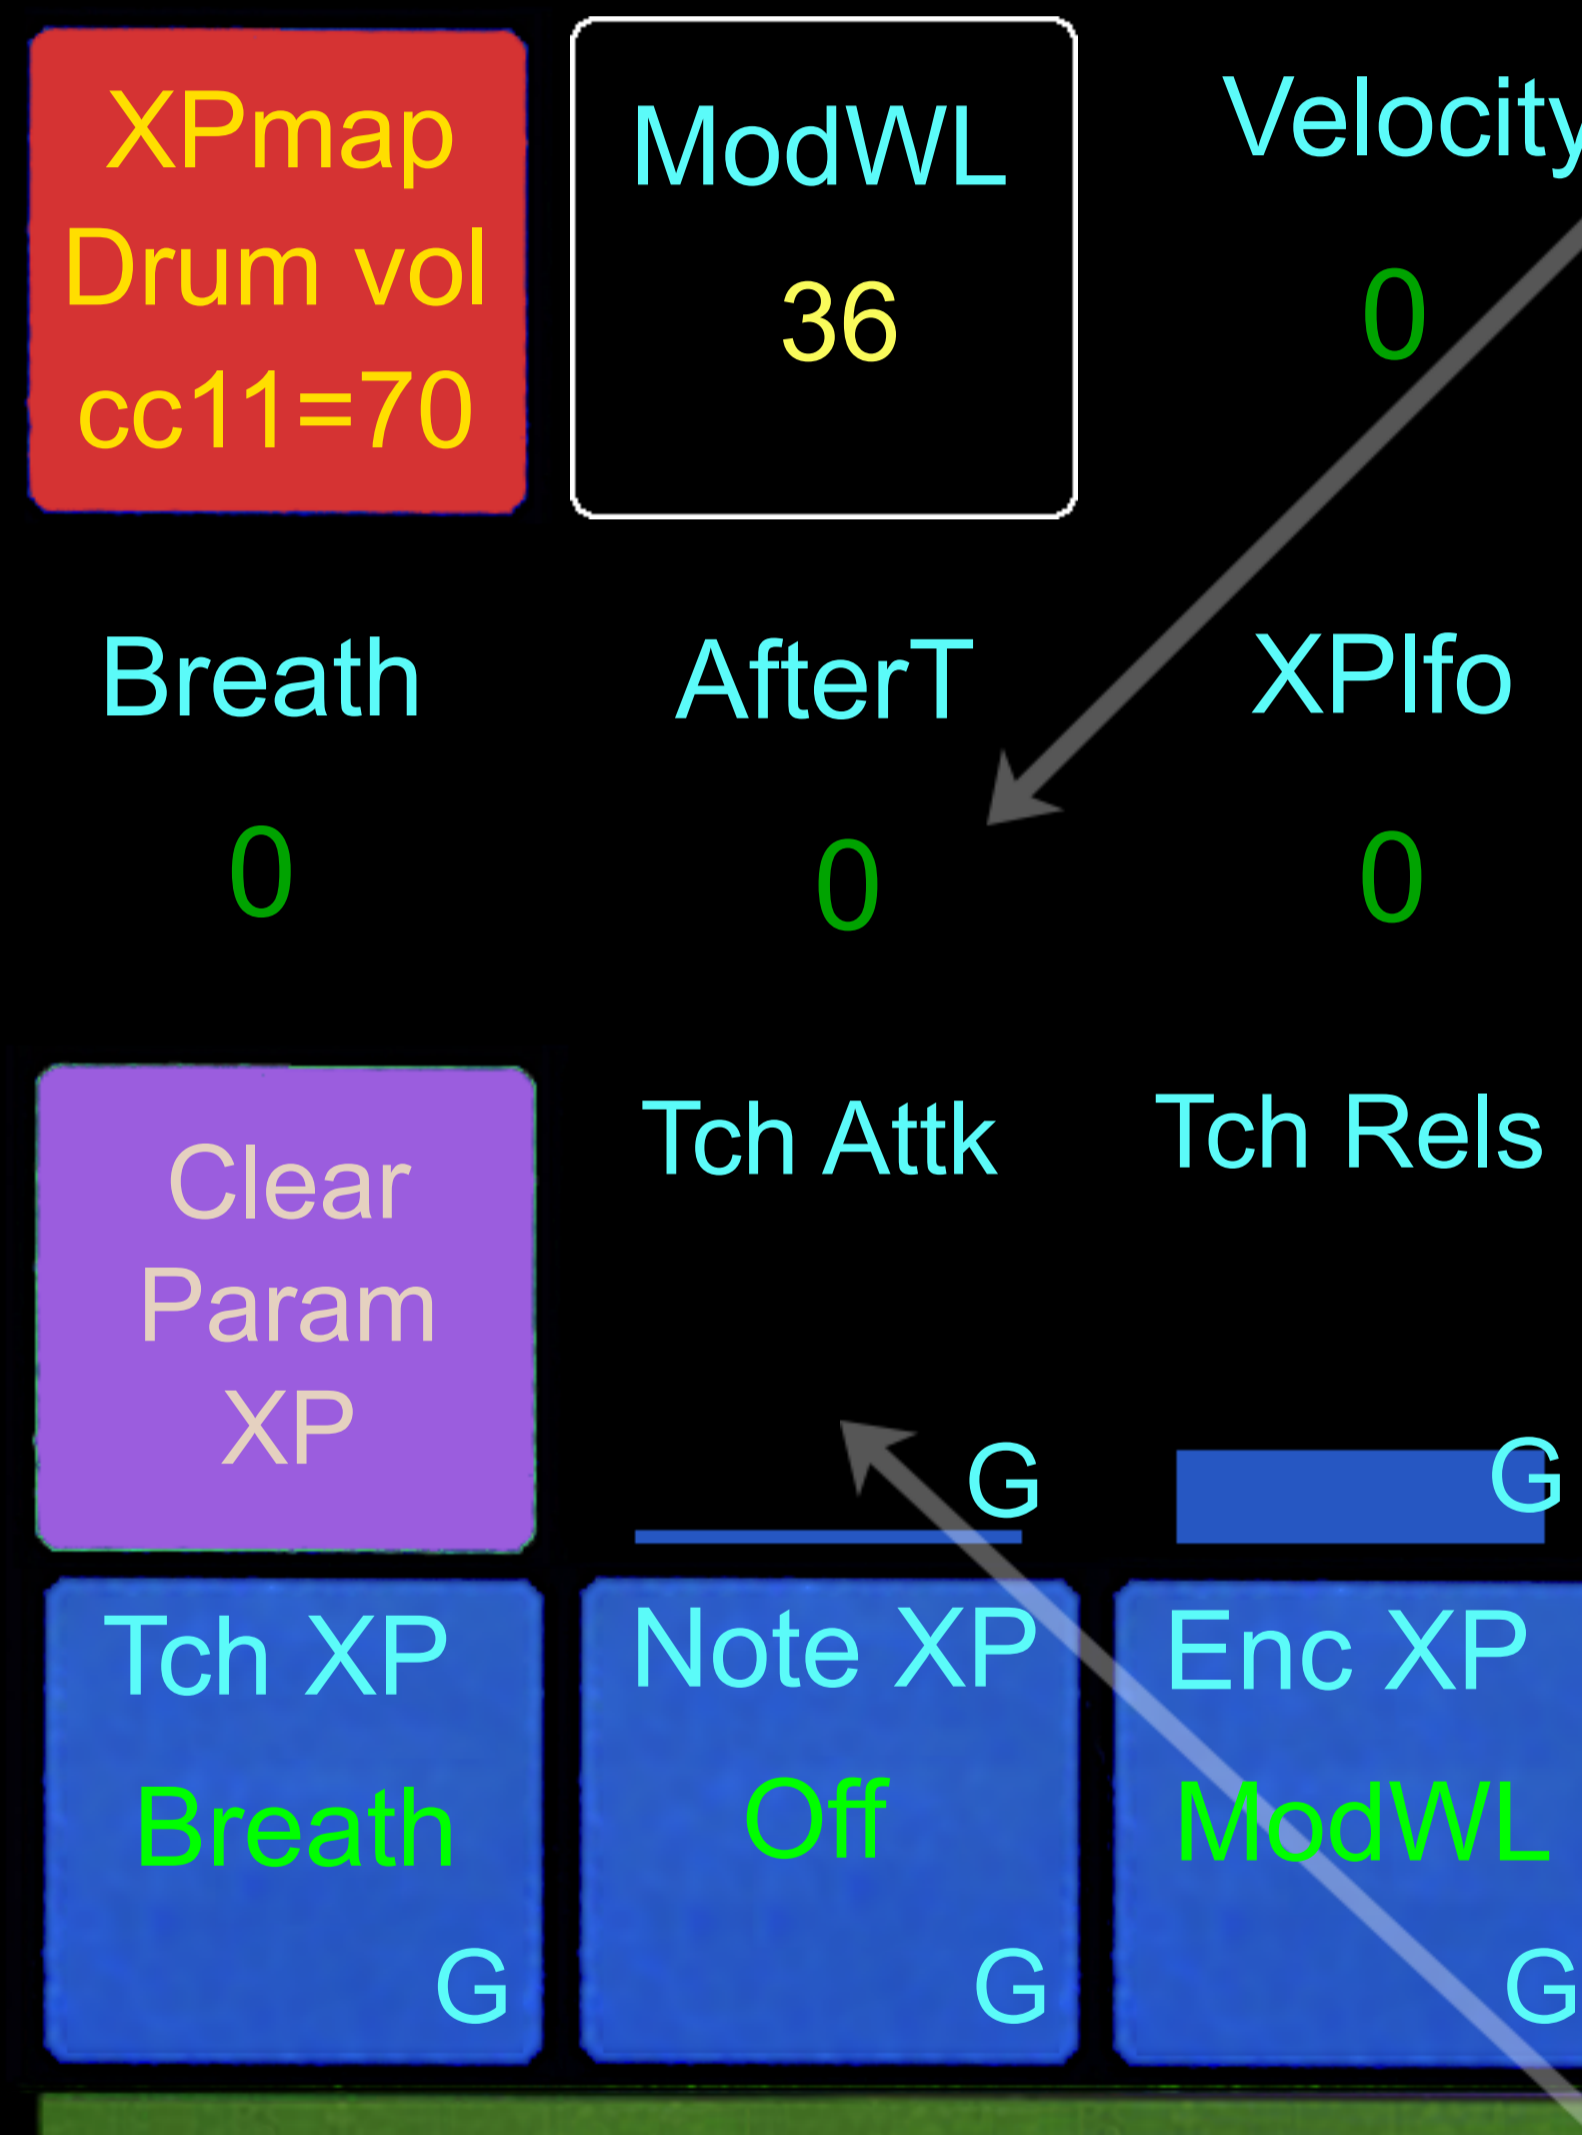 XPmap
Drum vol
cc11=70
ModWL
36
Velocity
0
Breath
0
AfterT
0
XPlfo
0
Clear
Param
XP
Tch Attk
G
Tch Rels
G
Tch XP
Breath
G
Note XP
Off
G
Enc XP
ModWL
G